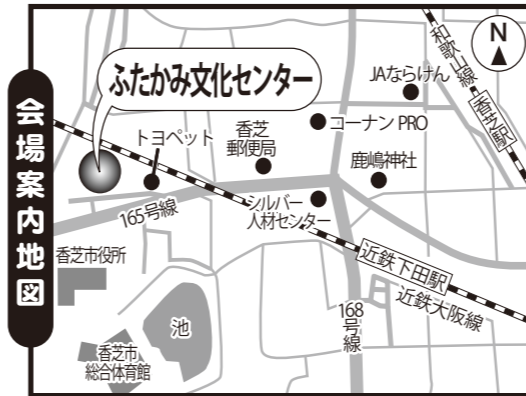 会場案内地図
ふたかみ文化センター
N
和歌山線
香芝駅
JAならけん
コーナン PRO
トヨペット
香芝
郵便局
鹿嶋神社
165号線
シルバー
人材センター
香芝市役所
近鉄下田駅
近鉄大阪線
168
号線
池
香芝市
総合体育館